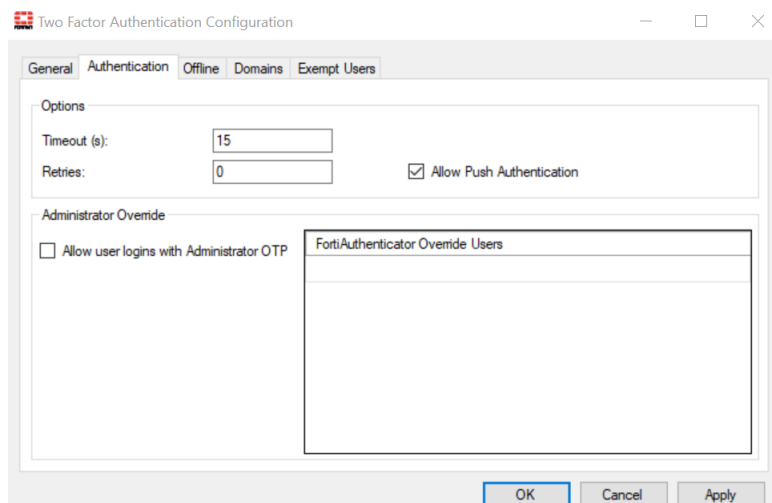 Two Factor Authentication Configuration
General Authentication Offline Domains Exempt Users
Options
Timeout (s): 15
Retries: 0 Allow Push Authentication
Administrator Override
Allow user logins with Administrator OTP
FortiAuthenticator Override Users
OK Cancel Apply